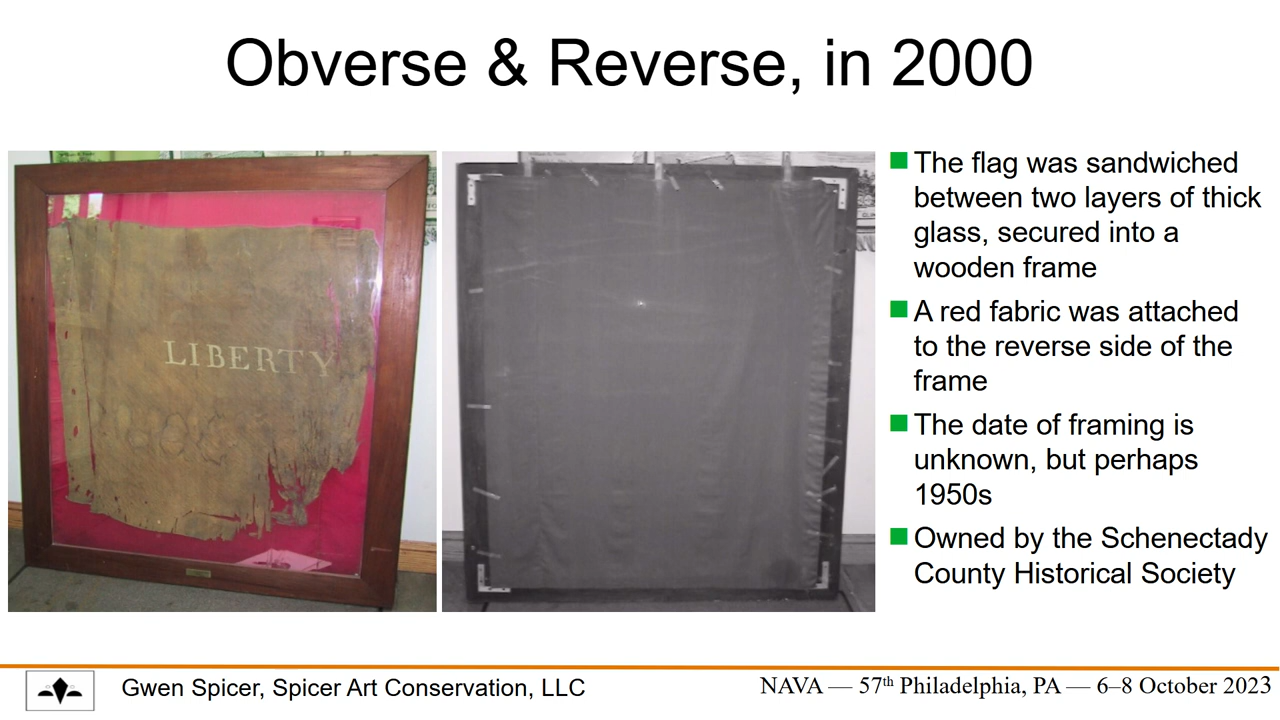 Obverse & Reverse, in 2000
LIBERTY
The flag was sandwiched
between two layers of thick
glass, secured into a
wooden frame
A red fabric was attached
to the reverse side of the
frame
The date of framing is
unknown, but perhaps
1950s
Owned by the Schenectady
County Historical Society
Gwen Spicer, Spicer Art Conservation, LLC
NAVA — 57th Philadelphia, PA — 6–8 October 2023